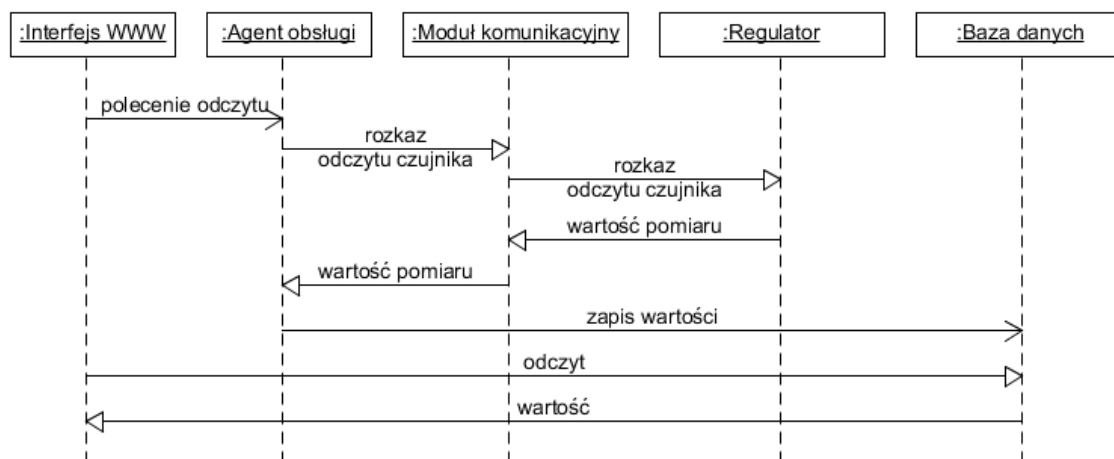 :Interfejs WWW
:Agent obsługi
:Moduł komunikacyjny
:Regulator
:Baza danych
polecenie odczytu
rozkaz
odczytu czujnika
rozkaz
odczytu czujnika
wartość pomiaru
wartość pomiaru
zapis wartości
odczyt
wartość